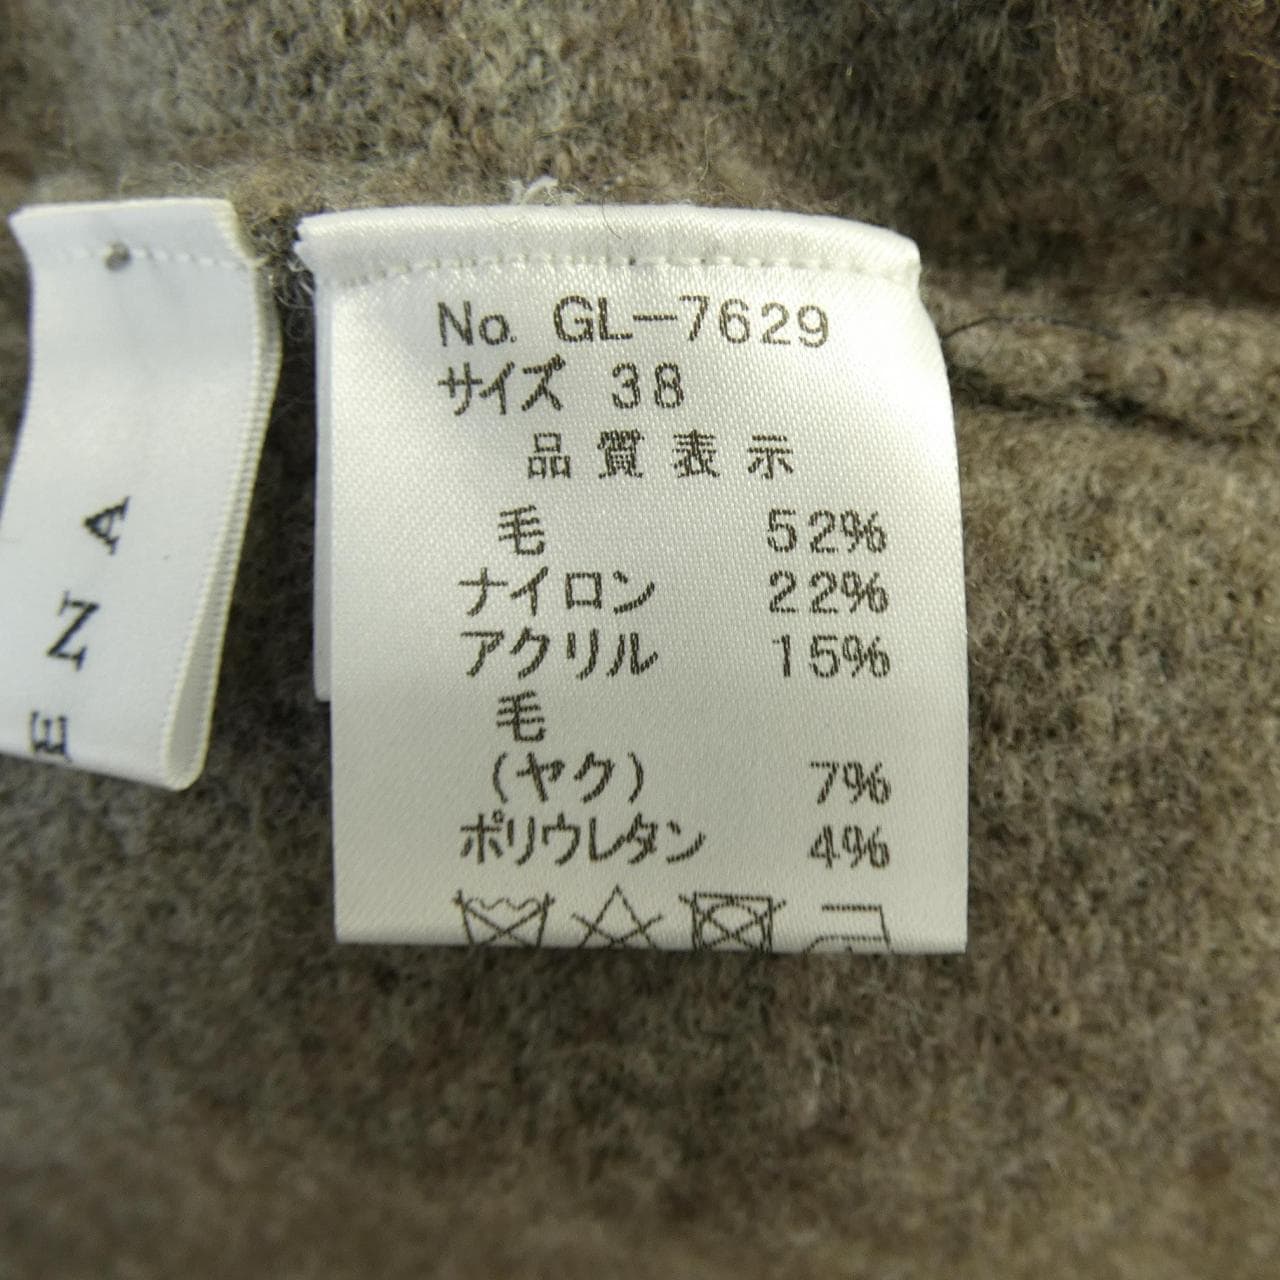 No. GL-7629
サイズ 38
品質表示
毛 52%
ナイロン 22%
アクリル 15%
毛
(ヤク) 7%
ポリウレタン 4%
ENA